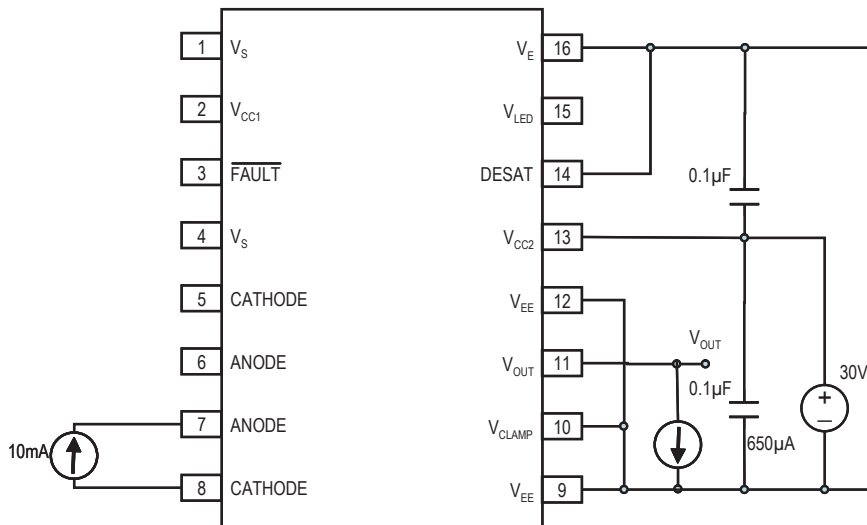 1 V_S
2 V_CC1
3 FAULT
4 V_S
5 CATHODE
6 ANODE
7 ANODE
8 CATHODE
10mA
V_E 16
V_LED 15
DESAT 14
V_CC2 13
V_EE 12
V_OUT 11
V_CLAMP 10
V_EE 9
0.1µF
V_OUT
0.1µF
30V
+
–
650µA